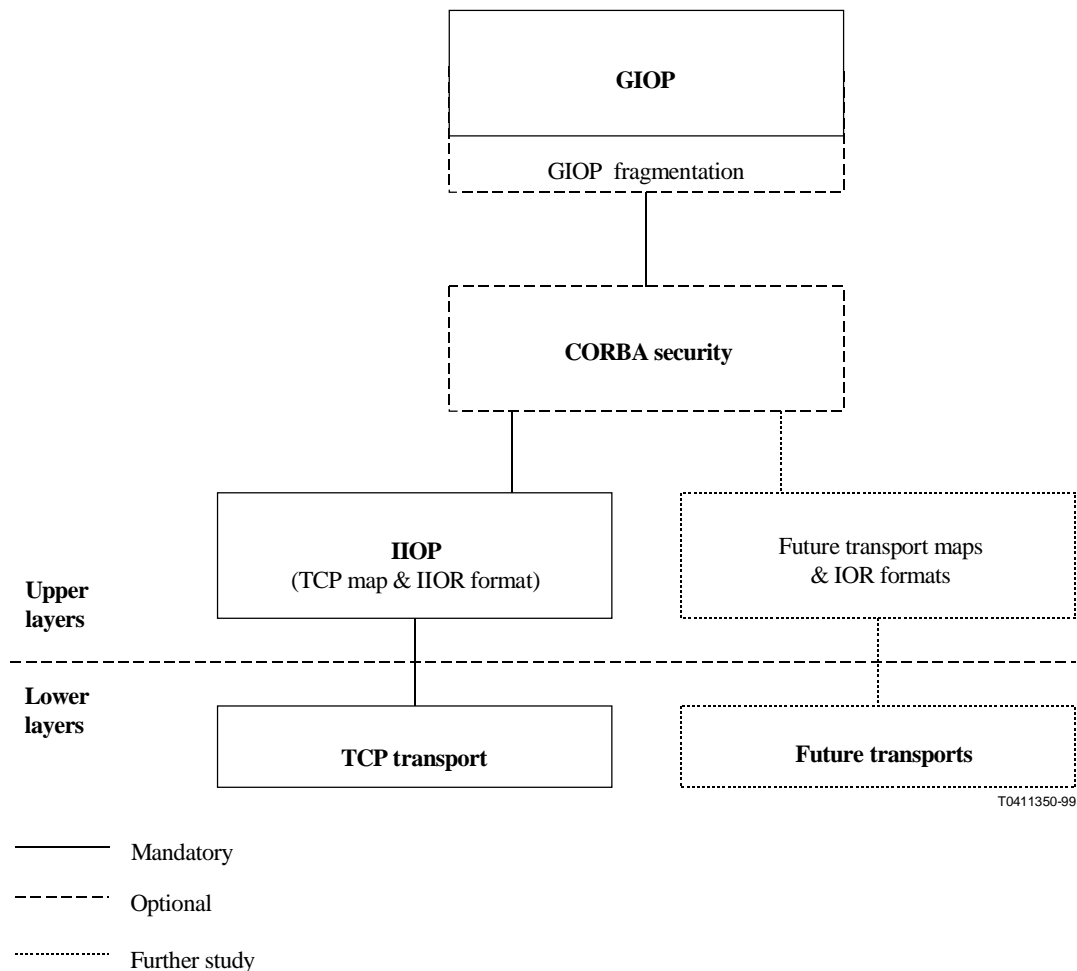 GIOP
GIOP fragmentation
CORBA security
IIOP
(TCP map & IIOR format)
Future transport maps
& IOR formats
Upper
layers
Lower
layers
TCP transport
Future transports
T0411350-99
Mandatory
Optional
Further study